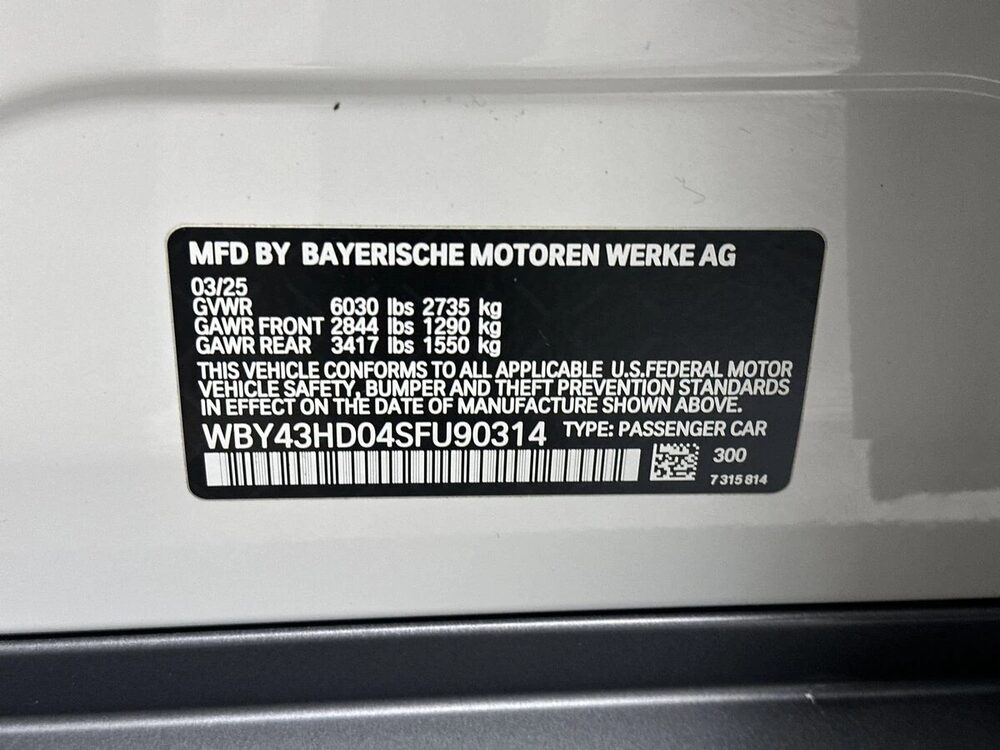 MFD BY BAYERISCHE MOTOREN WERKE AG
03/25
GVWR 6030 lbs 2735 kg
GAWR FRONT 2844 lbs 1290 kg
GAWR REAR 3417 lbs 1550 kg
THIS VEHICLE CONFORMS TO ALL APPLICABLE U.S.FEDERAL MOTOR
VEHICLE SAFETY, BUMPER AND THEFT PREVENTION STANDARDS
IN EFFECT ON THE DATE OF MANUFACTURE SHOWN ABOVE.
WBY43HD04SFU90314 TYPE: PASSENGER CAR
300
7 315 814